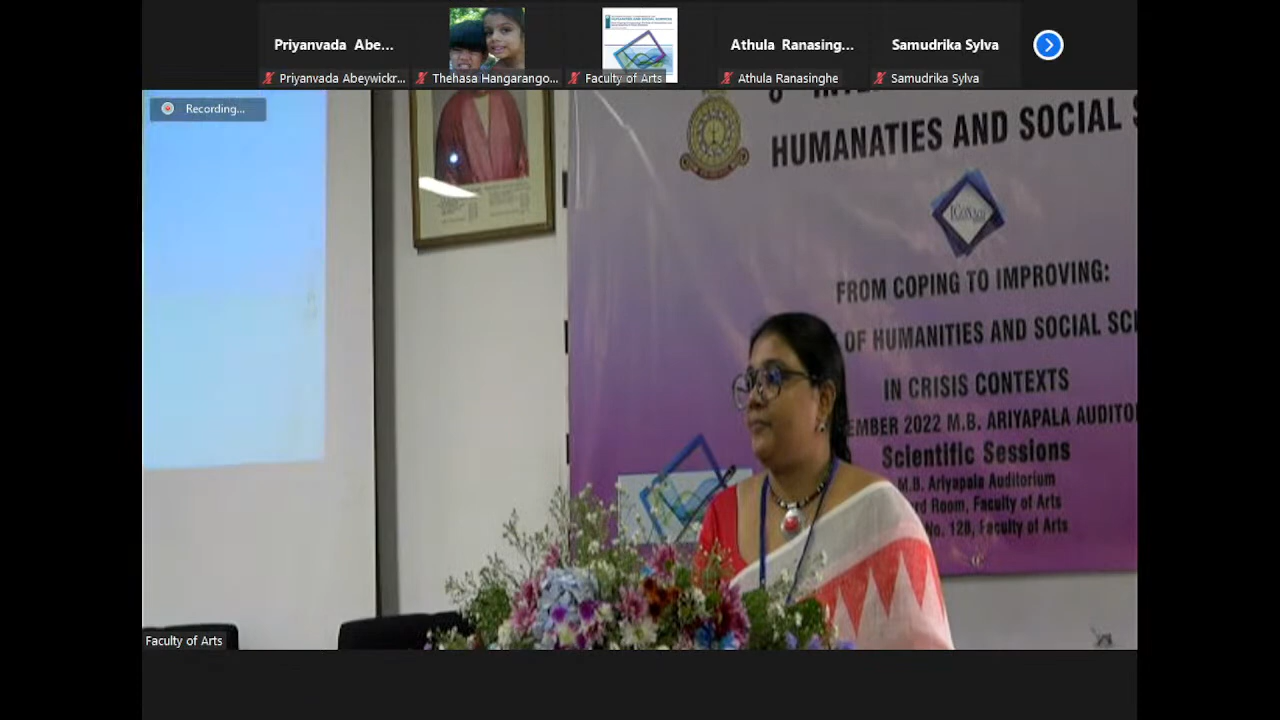 Priyanvada Abe...
Athula Ranasing...
Samudrika Sylva
Priyanvada Abeywickr...
Thehasa Hangarango...
Faculty of Arts
Athula Ranasinghe
Samudrika Sylva
Recording...
HUMANATIES AND SOCIAL S
FROM COPING TO IMPROVING:
OF HUMANITIES AND SOCIAL SCI
IN CRISIS CONTEXTS
EMBER 2022 M.B. ARIYAPALA AUDITO
Scientific Sessions
M.B. Ariyapala Auditorium
rd Room, Faculty of Arts
No. 128, Faculty of Arts
Faculty of Arts